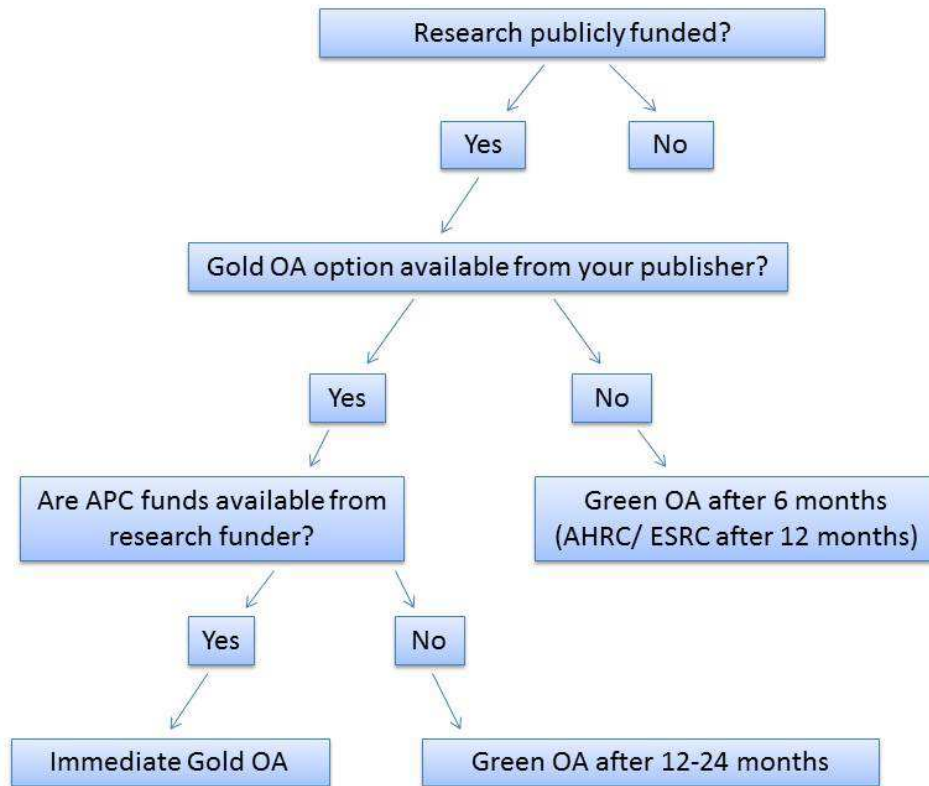 Research publicly funded?
Yes
No
Gold OA option available from your publisher?
Yes
No
Are APC funds available from
research funder?
Green OA after 6 months
(AHRC/ ESRC after 12 months)
Yes
No
Immediate Gold OA
Green OA after 12-24 months